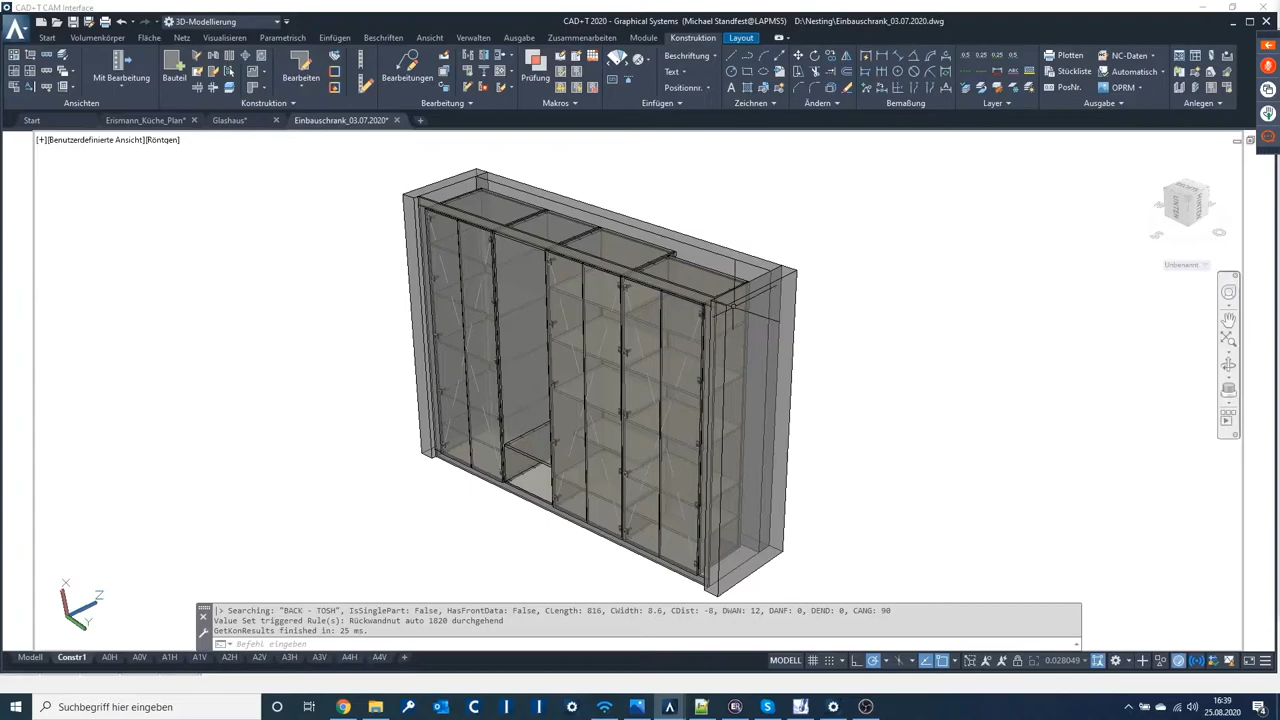 CAD+T CAM Interface
3D-Modellierung
CAD+T 2020 - Graphical Systems (Michael Standfest@LAPMS5)
D:\Nesting\Einbauschrank_03.07.2020.dwg
Start Volumenkörper Fläche Netz Visualisieren Parametrisch Einfügen Beschriften Ansicht Verwalten Ausgabe Zusammenarbeiten Module Konstruktion Layout
Mit Bearbeitung
Bauteil
Bearbeiten
Bearbeitungen
Prüfung
Beschriftung
Text
Positionnr.
Plotten
Stückliste
PosNr.
NC-Daten
Automatisch
OPRM
Ansichten Konstruktion Bearbeitung Makros Einfügen Zeichnen Ändern Bemaßung Layer Ausgabe Anlegen
Start Erismann_Küche_Plan* Glashaus* Einbauschrank_03.07.2020*
[+][Benutzerdefinierte Ansicht][Röntgen]
UNTEN
HINTEN
Unbenannt
X
Z
Y
|> Searching: "BACK - TOSH", IsSinglePart: False, HasFrontData: False, CLength: 816, CWidth: 8.6, CDist: -8, DWAN: 12, DANF: 0, DEND: 0, CANG: 90
Value Set triggered Rule(s): Rückwandnut auto 1820 durchgehend
GetKonResults finished in: 25 ms.
Befehl eingeben
Modell Constr1 A0H A0V A1H A1V A2H A2V A3H A3V A4H A4V
MODELL
0.028049
Suchbegriff hier eingeben
16:39
25.08.2020